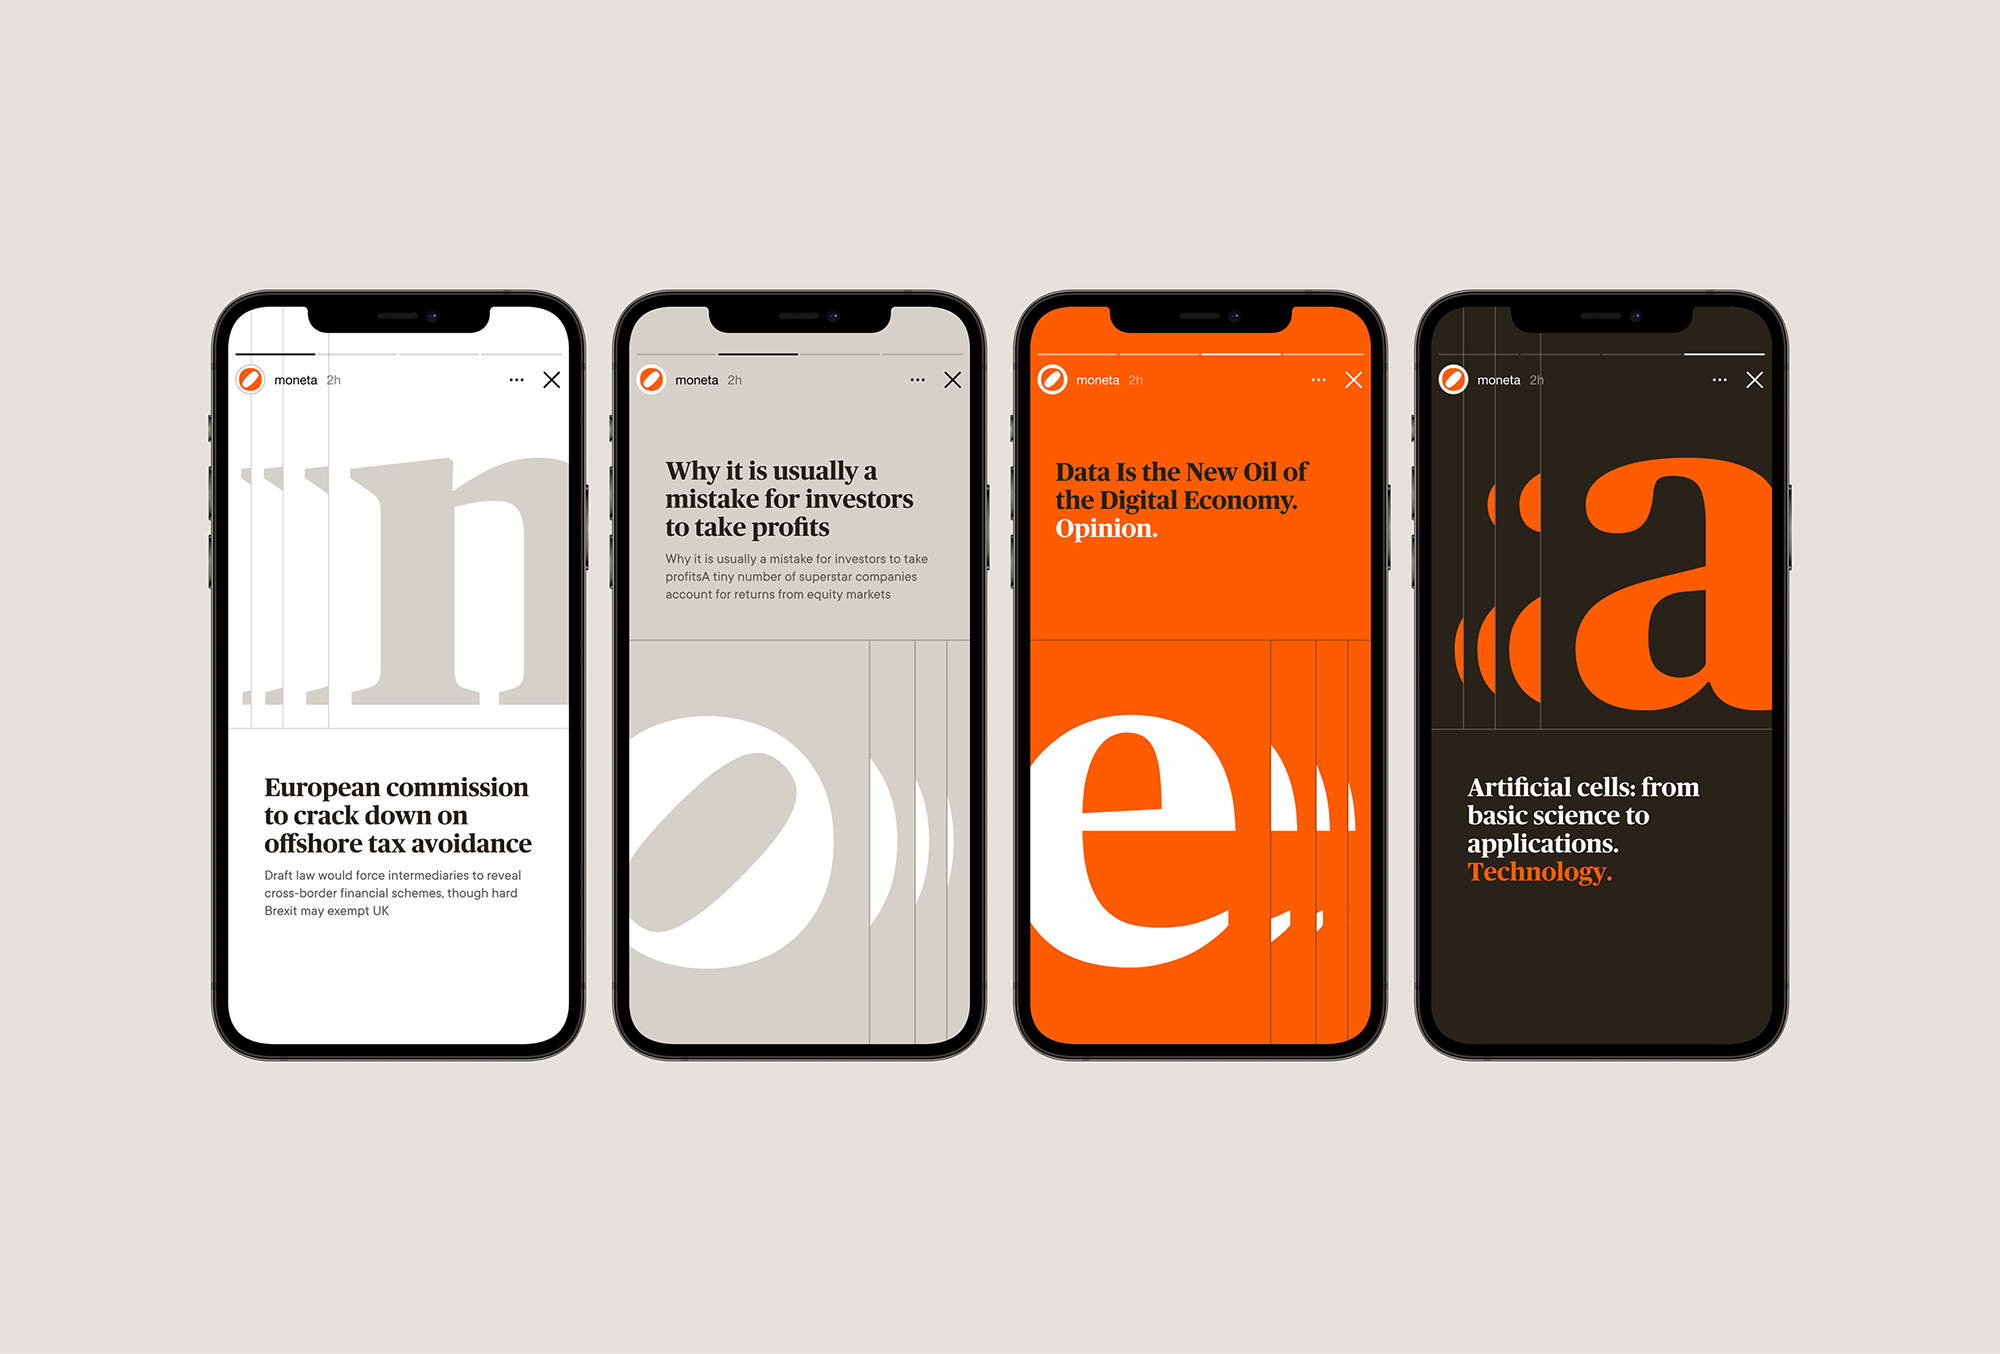 moneta 2h
n
European commission
to crack down on
offshore tax avoidance
Draft law would force intermediaries to reveal
cross-border financial schemes, though hard
Brexit may exempt UK
moneta 2h
Why it is usually a
mistake for investors
to take profits
Why it is usually a mistake for investors to take
profitsA tiny number of superstar companies
account for returns from equity markets
o
moneta 2h
Data Is the New Oil of
the Digital Economy.
Opinion.
e
moneta 2h
a
Artificial cells: from
basic science to
applications.
Technology.